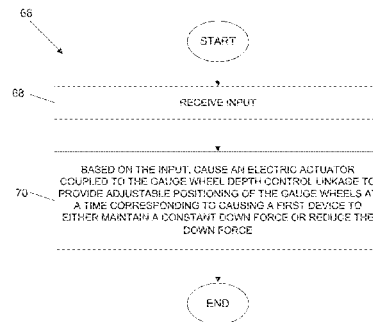 66
START
68
RECEIVE INPUT
BASED ON THE INPUT, CAUSE AN ELECTRIC ACTUATOR
COUPLED TO THE GAUGE WHEEL DEPTH CONTROL LINKAGE TO
PROVIDE ADJUSTABLE POSITIONING OF THE GAUGE WHEELS AT
70
A TIME CORRESPONDING TO CAUSING A FIRST DEVICE TO
EITHER MAINTAIN A CONSTANT DOWN FORCE OR REDUCE THE
DOWN FORCE
END